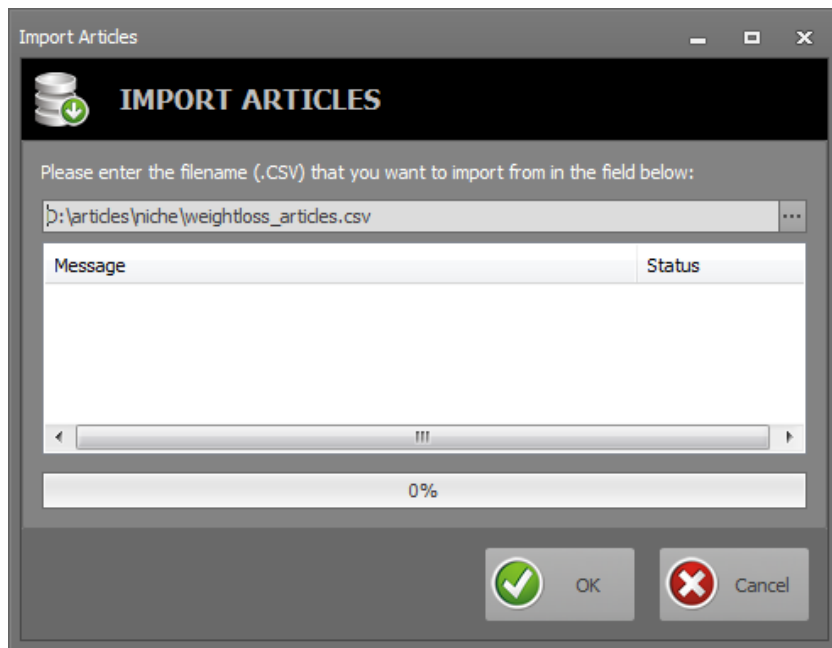 Import Articles
IMPORT ARTICLES
Please enter the filename (.CSV) that you want to import from in the field below:
D:\articles\niche\weightloss_articles.csv
Message Status
0%
OK Cancel